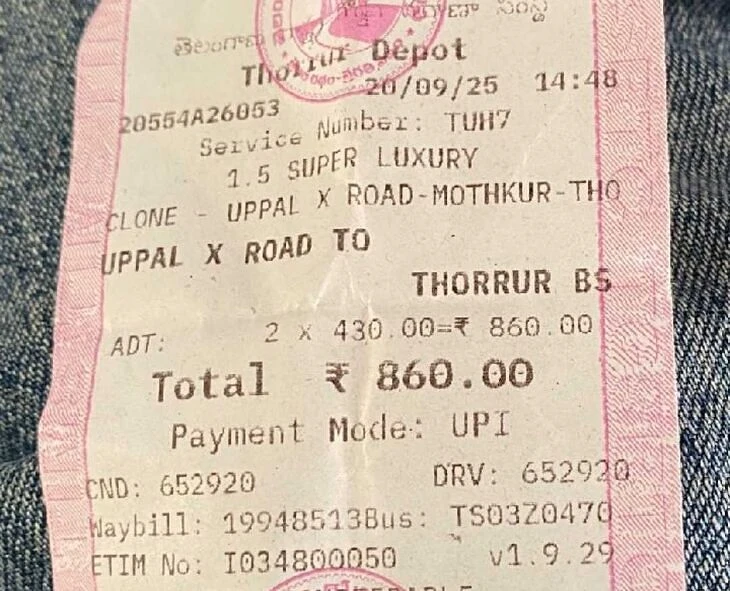 Thorrur Depot
20/09/25 14:48
20554A26053
Service Number: TUH7
1.5 SUPER LUXURY
CLONE - UPPAL X ROAD-MOTHKUR-THO
UPPAL X ROAD TO
THORRUR BS
ADT: 2 x 430.00=₹ 860.00
Total ₹ 860.00
Payment Mode: UPI
CND: 652920 DRV: 652920
Waybill: 19948513Bus: TS03Z0470
ETIM No: I034800050 v1.9.29